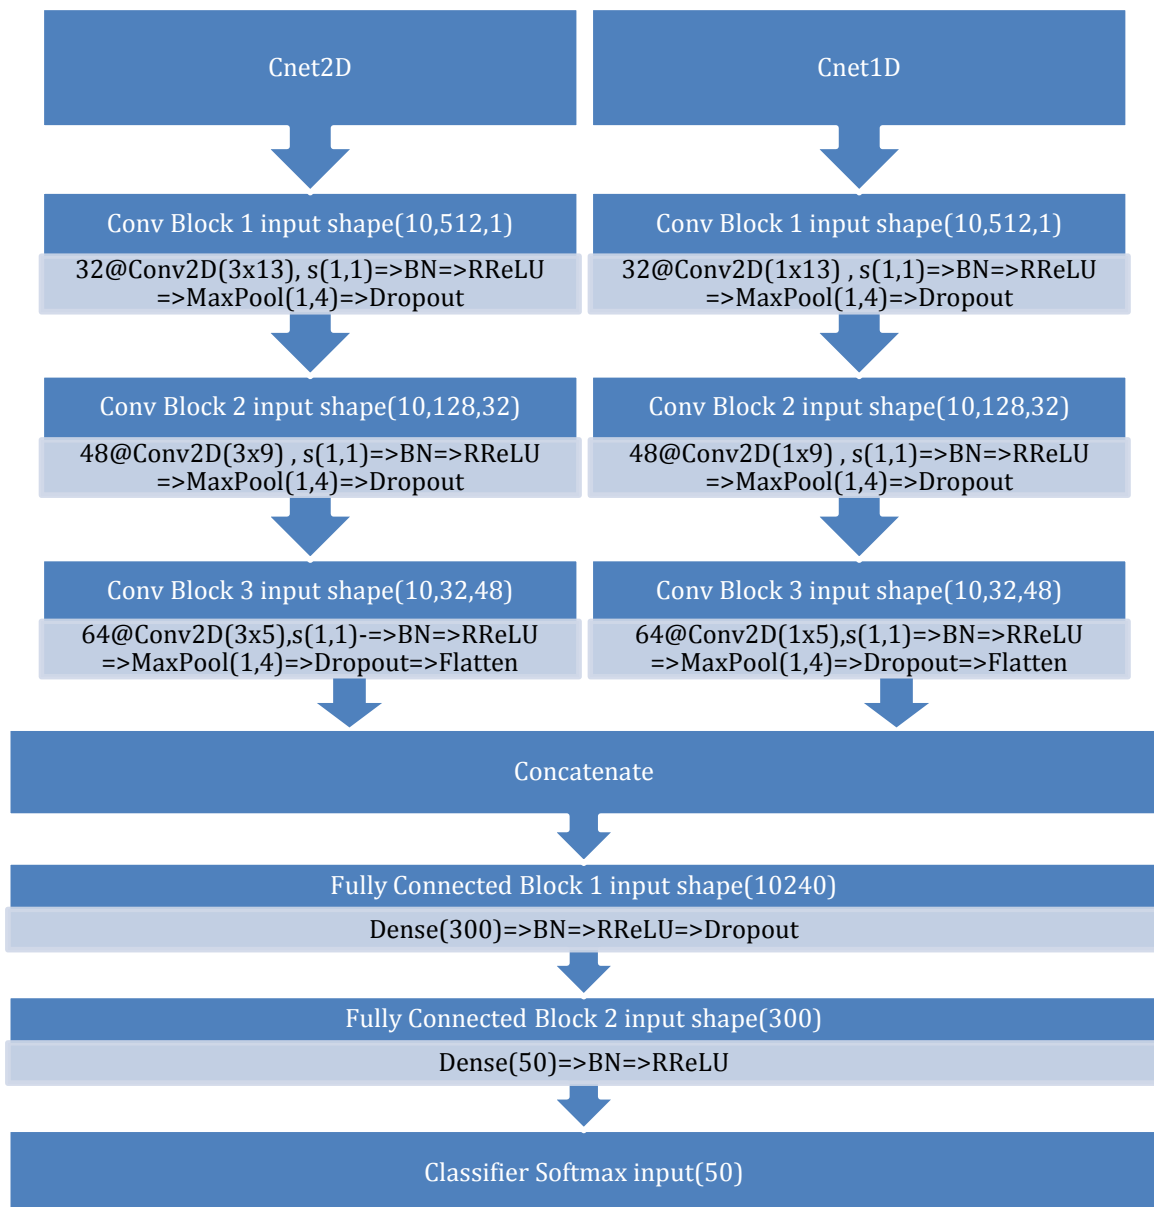 Cnet2D
Cnet1D
Conv Block 1 input shape(10,512,1)
32@Conv2D(3x13), s(1,1)=>BN=>RReLU
=>MaxPool(1,4)=>Dropout
Conv Block 1 input shape(10,512,1)
32@Conv2D(1x13) , s(1,1)=>BN=>RReLU
=>MaxPool(1,4)=>Dropout
Conv Block 2 input shape(10,128,32)
48@Conv2D(3x9) , s(1,1)=>BN=>RReLU
=>MaxPool(1,4)=>Dropout
Conv Block 2 input shape(10,128,32)
48@Conv2D(1x9) , s(1,1)=>BN=>RReLU
=>MaxPool(1,4)=>Dropout
Conv Block 3 input shape(10,32,48)
64@Conv2D(3x5),s(1,1)-=>BN=>RReLU
=>MaxPool(1,4)=>Dropout=>Flatten
Conv Block 3 input shape(10,32,48)
64@Conv2D(1x5),s(1,1)=>BN=>RReLU
=>MaxPool(1,4)=>Dropout=>Flatten
Concatenate
Fully Connected Block 1 input shape(10240)
Dense(300)=>BN=>RReLU=>Dropout
Fully Connected Block 2 input shape(300)
Dense(50)=>BN=>RReLU
Classifier Softmax input(50)